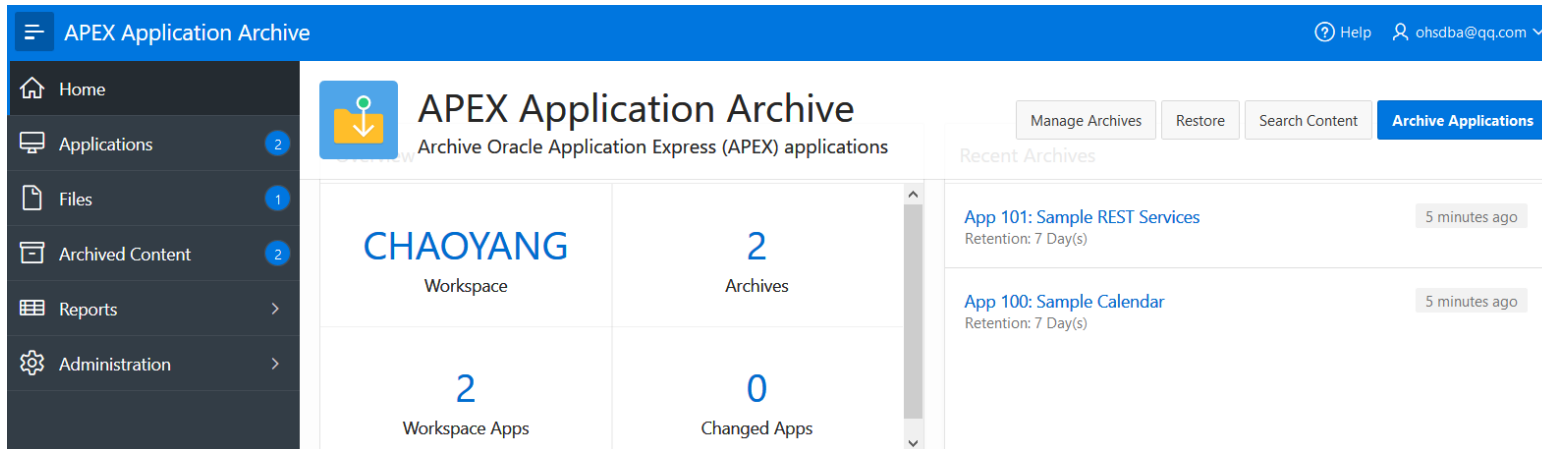 APEX Application Archive
Help
ohsdba@qq.com
Home
Applications 2
Files 1
Archived Content 2
Reports
Administration
APEX Application Archive
Archive Oracle Application Express (APEX) applications
Manage Archives
Restore
Search Content
Archive Applications
Overview
Recent Archives
CHAOYANG
Workspace
2
Archives
2
Workspace Apps
0
Changed Apps
App 101: Sample REST Services
5 minutes ago
Retention: 7 Day(s)
App 100: Sample Calendar
5 minutes ago
Retention: 7 Day(s)